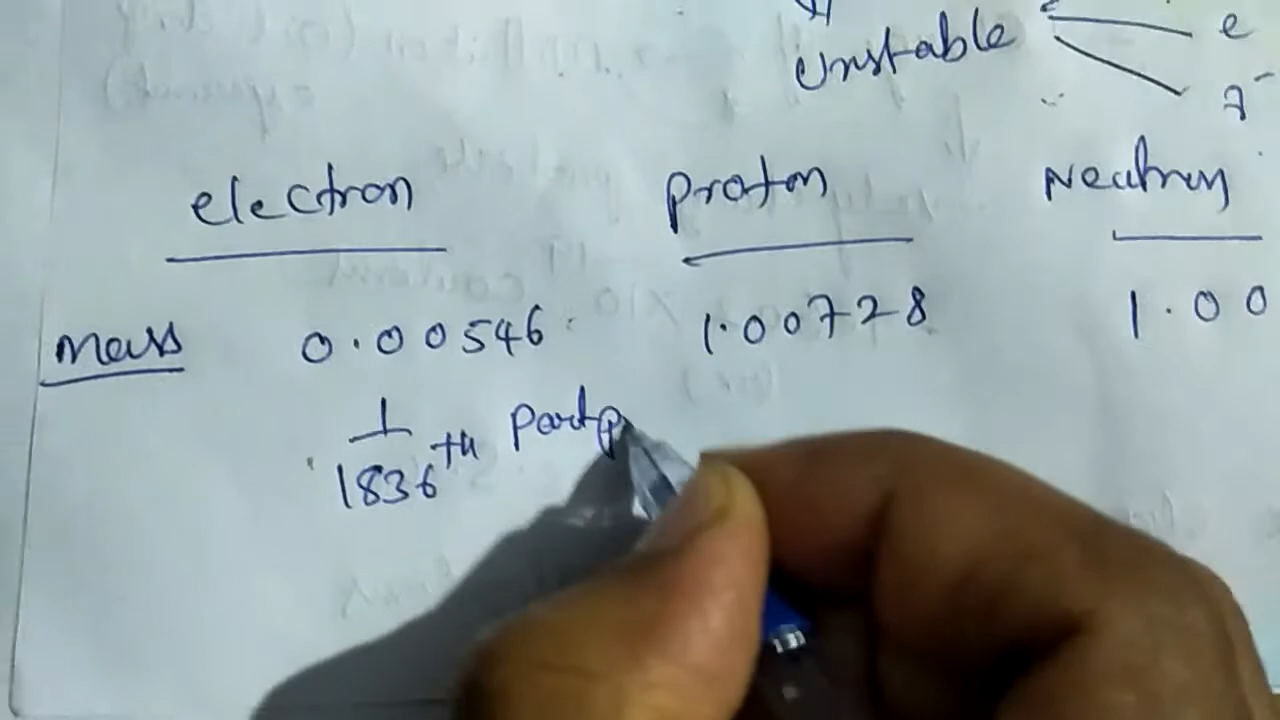 unstable e
electron proton Neutron
mass 0.00546 1.00728 1.00
1
1836th part p